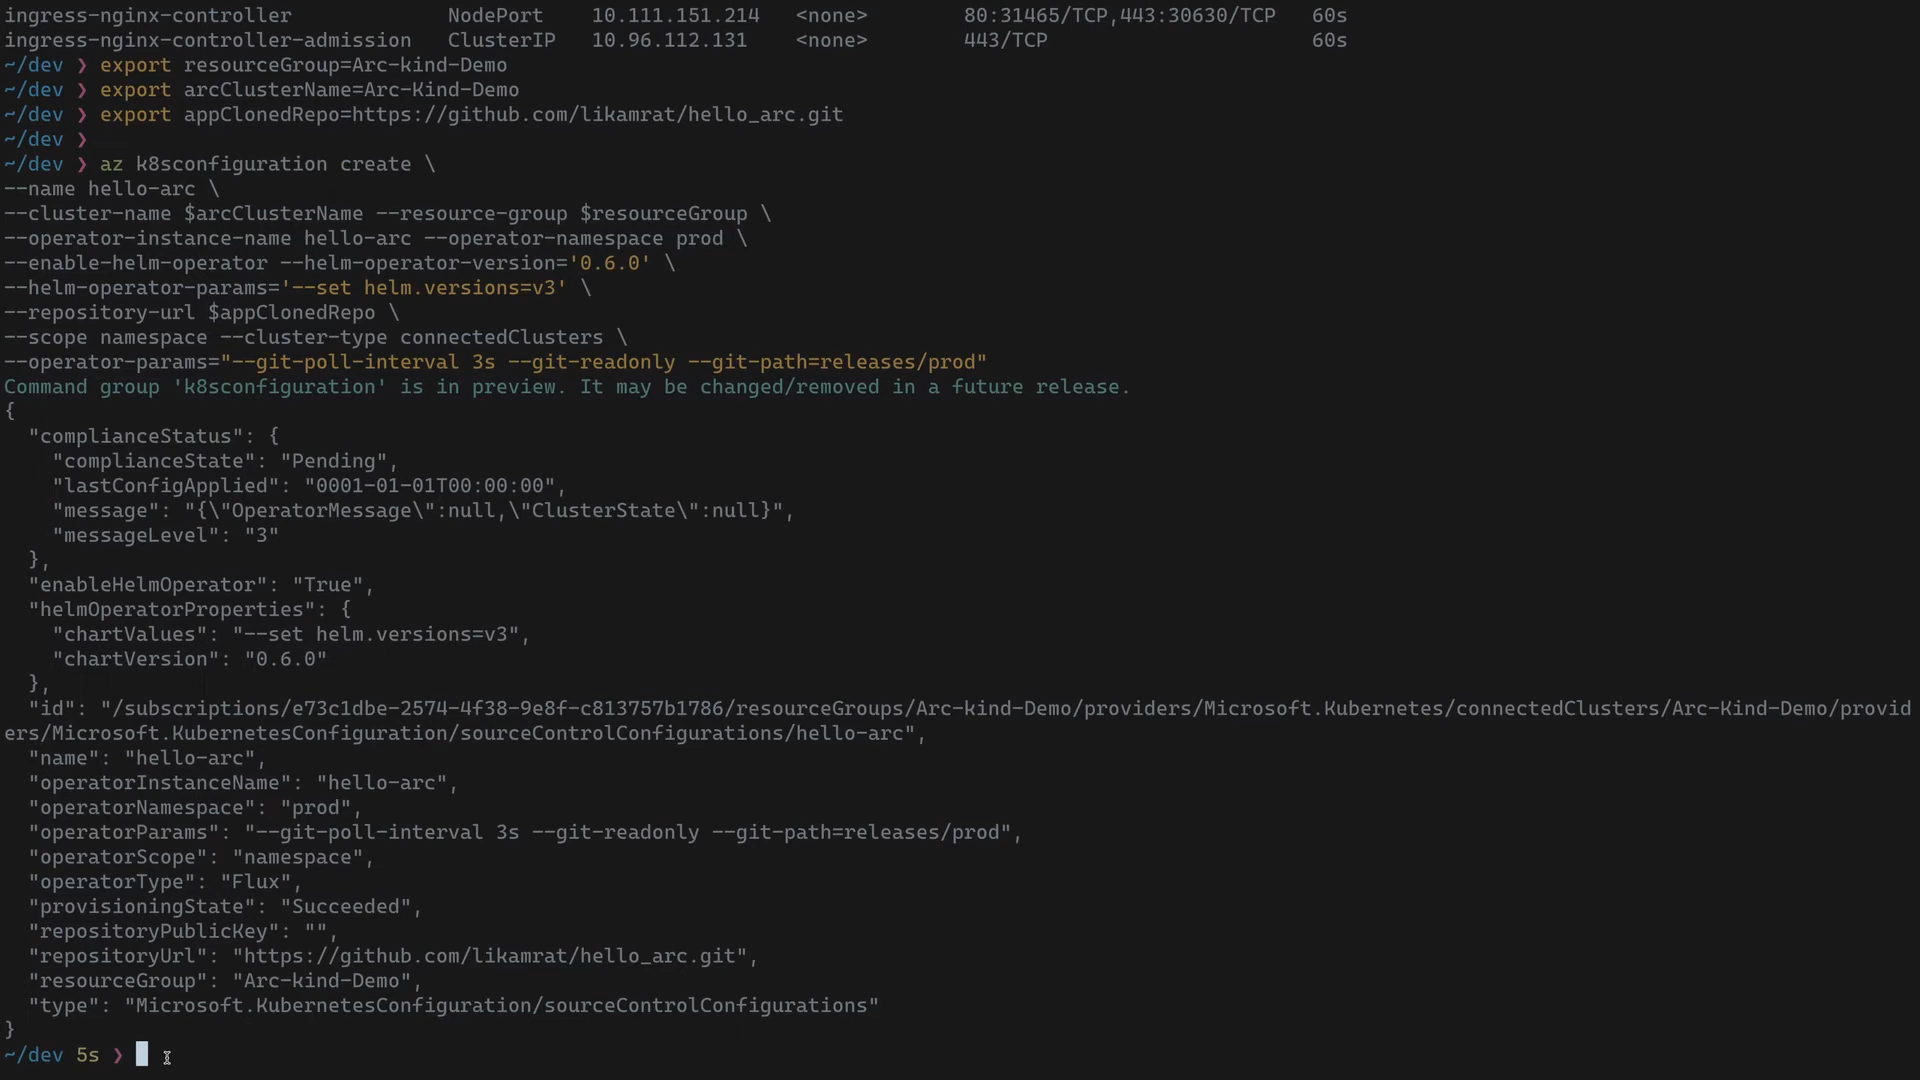 ingress-nginx-controller             NodePort    10.111.151.214   <none>        80:31465/TCP,443:30630/TCP   60s
ingress-nginx-controller-admission   ClusterIP   10.96.112.131    <none>        443/TCP                      60s
~/dev ❯ export resourceGroup=Arc-kind-Demo
~/dev ❯ export arcClusterName=Arc-Kind-Demo
~/dev ❯ export appClonedRepo=https://github.com/likamrat/hello_arc.git
~/dev ❯
~/dev ❯ az k8sconfiguration create \
--name hello-arc \
--cluster-name $arcClusterName --resource-group $resourceGroup \
--operator-instance-name hello-arc --operator-namespace prod \
--enable-helm-operator --helm-operator-version='0.6.0' \
--helm-operator-params='--set helm.versions=v3' \
--repository-url $appClonedRepo \
--scope namespace --cluster-type connectedClusters \
--operator-params="--git-poll-interval 3s --git-readonly --git-path=releases/prod"
Command group 'k8sconfiguration' is in preview. It may be changed/removed in a future release.
{
  "complianceStatus": {
    "complianceState": "Pending",
    "lastConfigApplied": "0001-01-01T00:00:00",
    "message": "{\"OperatorMessage\":null,\"ClusterState\":null}",
    "messageLevel": "3"
  },
  "enableHelmOperator": "True",
  "helmOperatorProperties": {
    "chartValues": "--set helm.versions=v3",
    "chartVersion": "0.6.0"
  },
  "id": "/subscriptions/e73c1dbe-2574-4f38-9e8f-c813757b1786/resourceGroups/Arc-kind-Demo/providers/Microsoft.Kubernetes/connectedClusters/Arc-Kind-Demo/provid
ers/Microsoft.KubernetesConfiguration/sourceControlConfigurations/hello-arc",
  "name": "hello-arc",
  "operatorInstanceName": "hello-arc",
  "operatorNamespace": "prod",
  "operatorParams": "--git-poll-interval 3s --git-readonly --git-path=releases/prod",
  "operatorScope": "namespace",
  "operatorType": "Flux",
  "provisioningState": "Succeeded",
  "repositoryPublicKey": "",
  "repositoryUrl": "https://github.com/likamrat/hello_arc.git",
  "resourceGroup": "Arc-kind-Demo",
  "type": "Microsoft.KubernetesConfiguration/sourceControlConfigurations"
}
~/dev 5s ❯